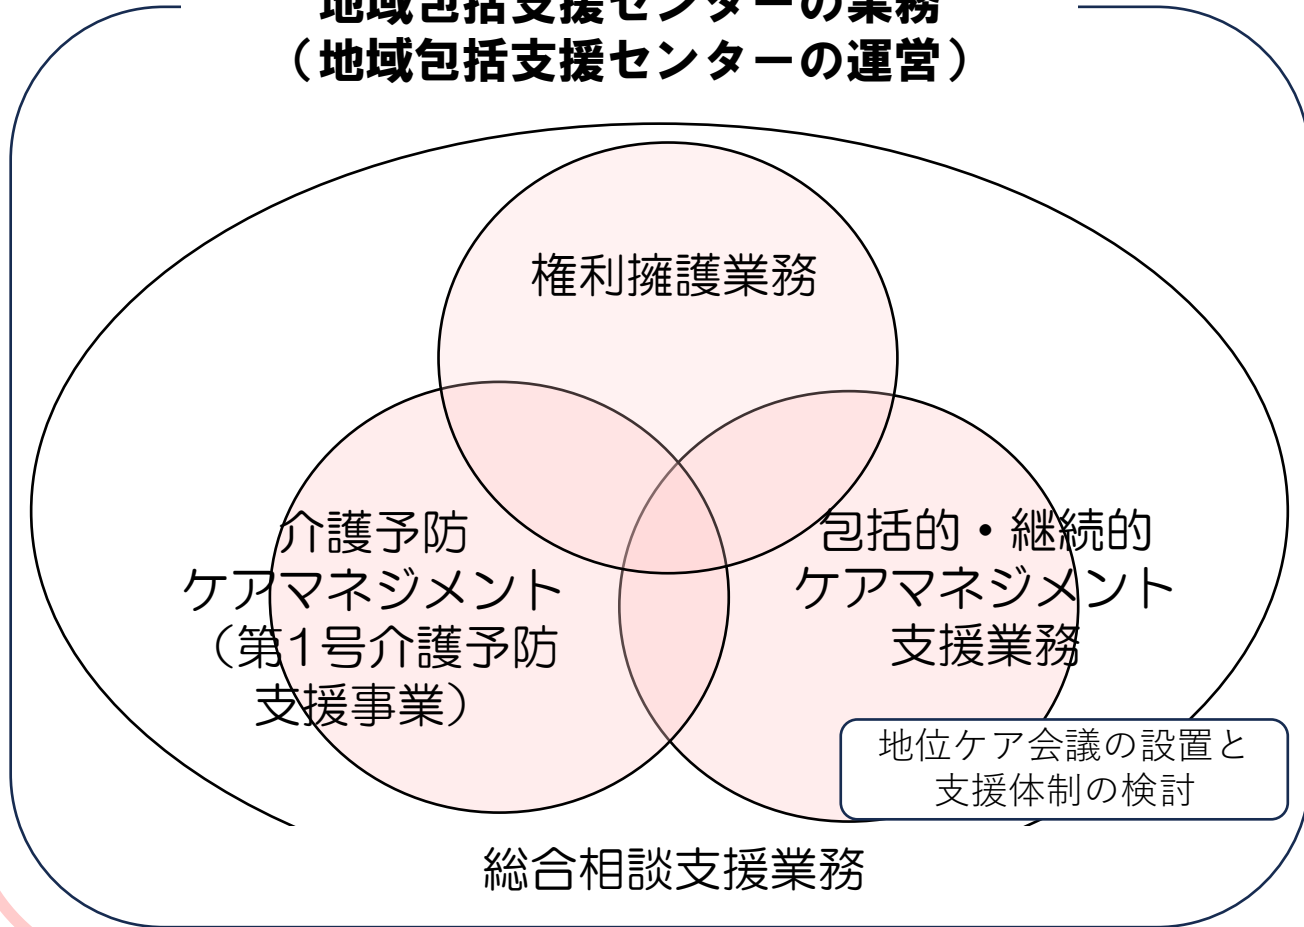 地域包括支援センターの業務
（地域包括支援センターの運営）
権利擁護業務
介護予防
ケアマネジメント
（第1号介護予防
支援事業）
包括的・継続的
ケアマネジメント
支援業務
地位ケア会議の設置と
支援体制の検討
総合相談支援業務